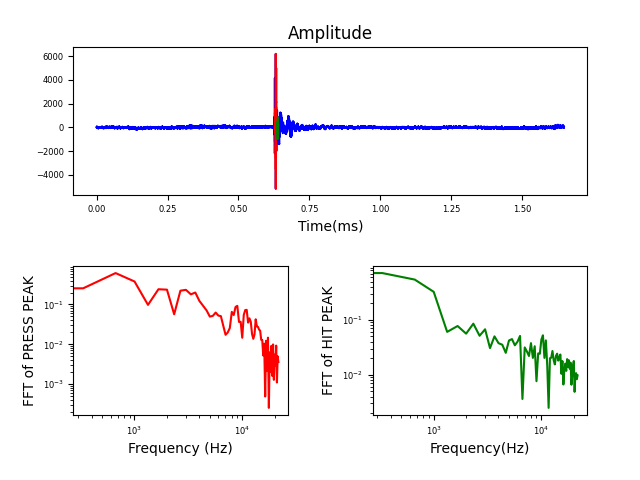 Amplitude
6000
4000
2000
0
−2000
−4000
0.00 0.25 0.50 0.75 1.00 1.25 1.50
Time(ms)
FFT of PRESS PEAK
10⁻¹
10⁻²
10⁻³
10³ 10⁴
Frequency (Hz)
FFT of HIT PEAK
10⁻¹
10⁻²
10³ 10⁴
Frequency(Hz)